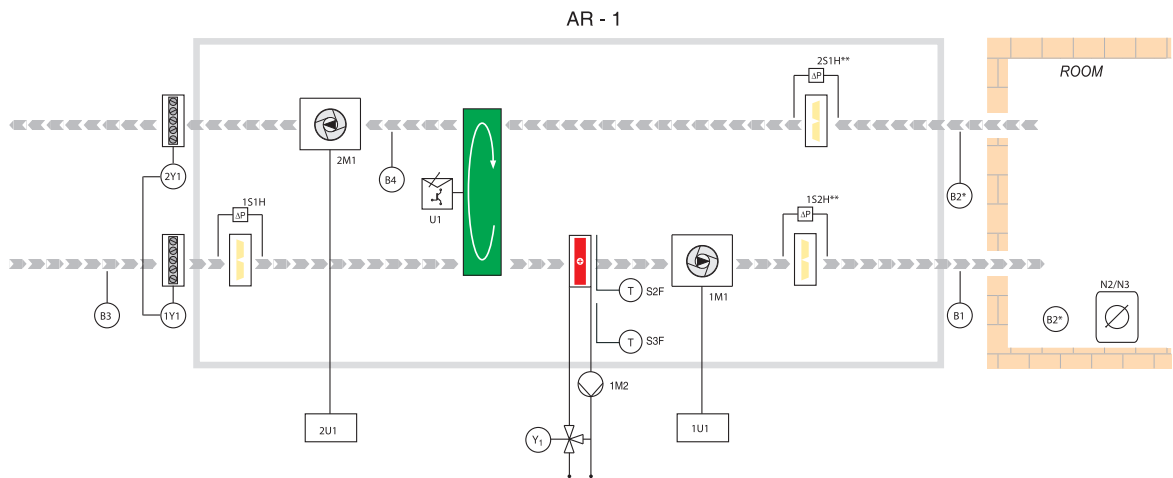 AR - 1
2S1H**
ΔP
ROOM
2M1
2Y1
B4
U1
B2*
1S1H
ΔP
1S2H**
ΔP
1M1
S2F
T
N2/N3
B3
1Y1
B1
B2*
T
S3F
1M2
2U1
1U1
Y1